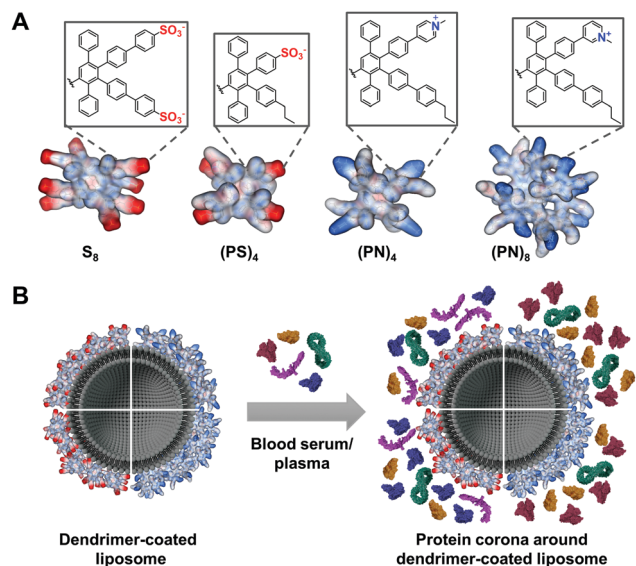 A
SO₃⁻
SO₃⁻
SO₃⁻
N⁺
N⁺
S₈
(PS)₄
(PN)₄
(PN)₈
B
Blood serum/
plasma
Dendrimer-coated
liposome
Protein corona around
dendrimer-coated liposome